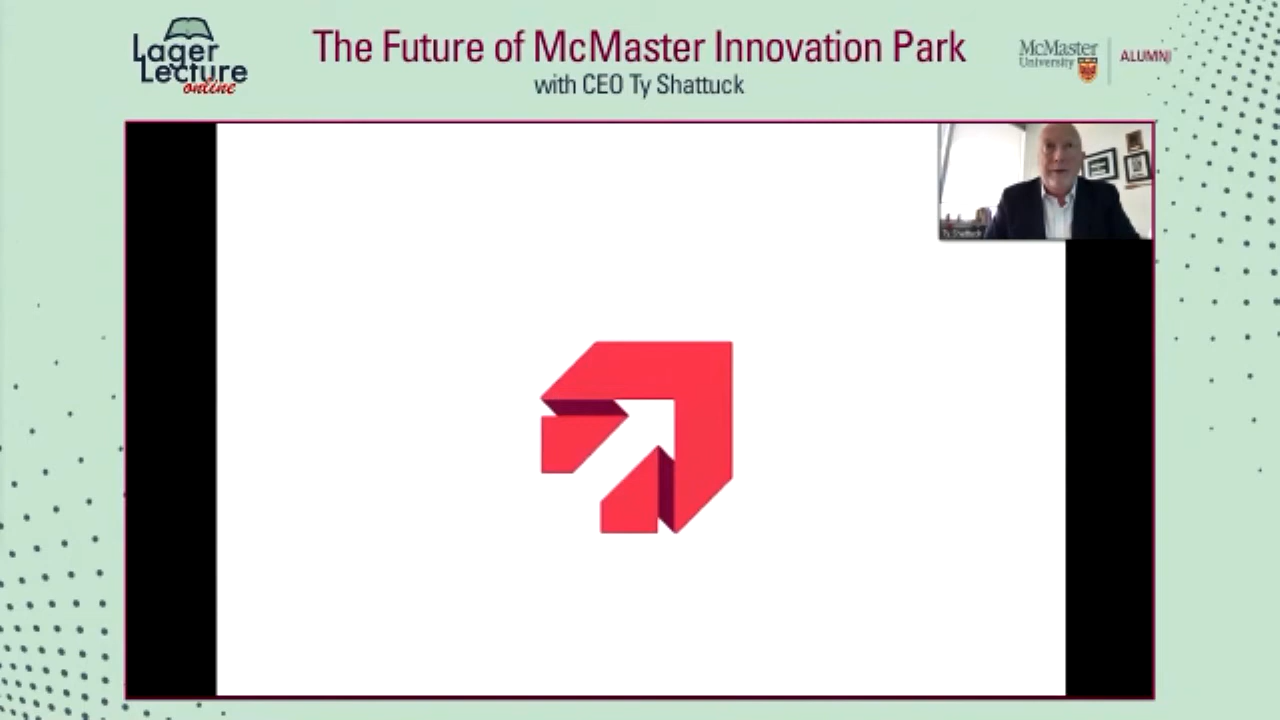 Lager
Lecture
online
The Future of McMaster Innovation Park
with CEO Ty Shattuck
McMaster
University
ALUMNI
Ty Shattuck